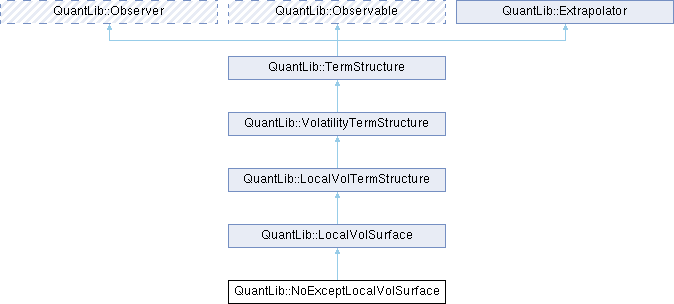 QuantLib::Observer
QuantLib::Observable
QuantLib::Extrapolator
QuantLib::TermStructure
QuantLib::VolatilityTermStructure
QuantLib::LocalVolTermStructure
QuantLib::LocalVolSurface
QuantLib::NoExceptLocalVolSurface